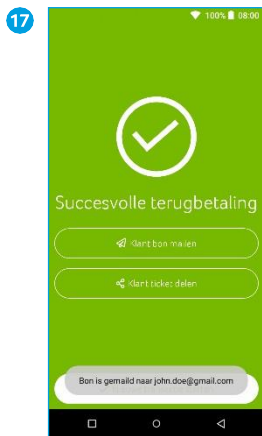 17
100% 08:00
Succesvolle terugbetaling
Klant bon mailen
Klant ticket delen
Bon is gemaild naar john.doe@gmail.com